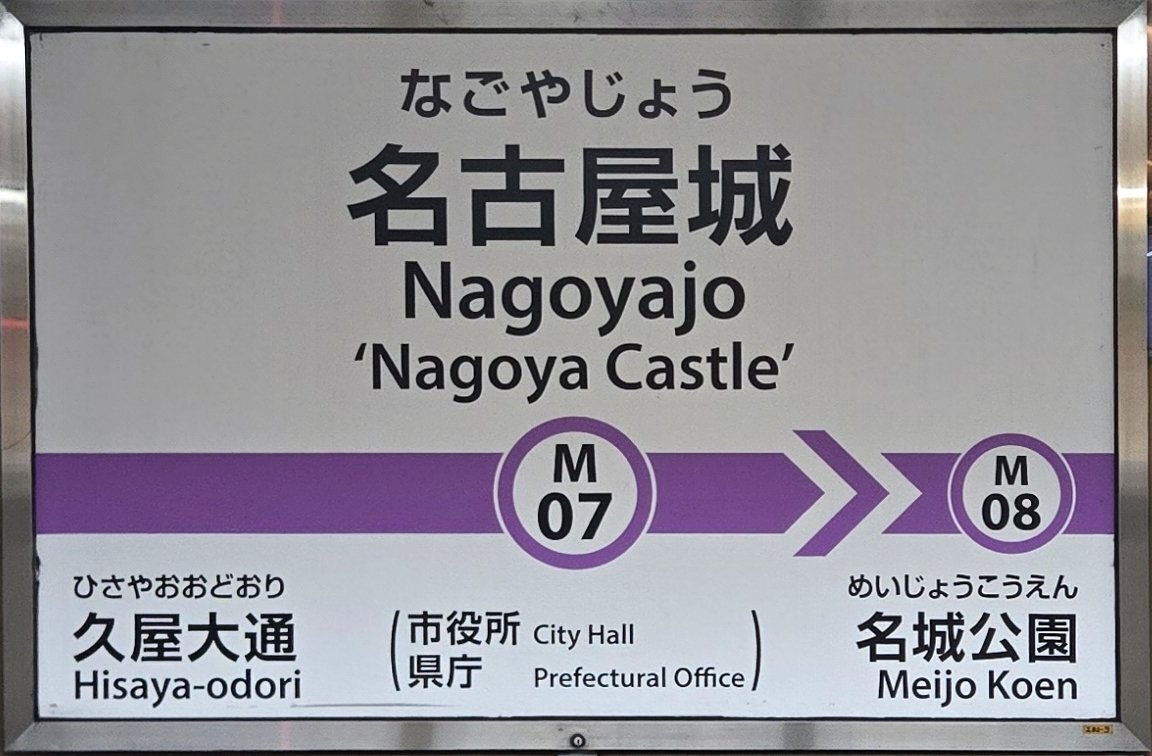 なごやじょう
名古屋城
Nagoyajo
‘Nagoya Castle’
M
07
M
08
ひさやおおどおり
久屋大通
Hisaya-odori
(市役所 City Hall
県庁 Prefectural Office)
めいじょうこうえん
名城公園
Meijo Koen